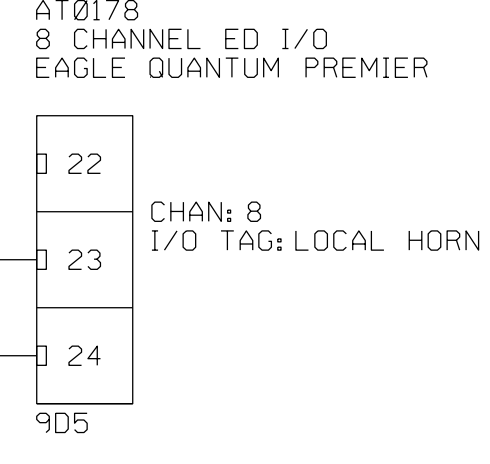 ATØ178
8 CHANNEL ED I/O
EAGLE QUANTUM PREMIER
22
CHAN: 8
I/O TAG: LOCAL HORN
23
24
9D5